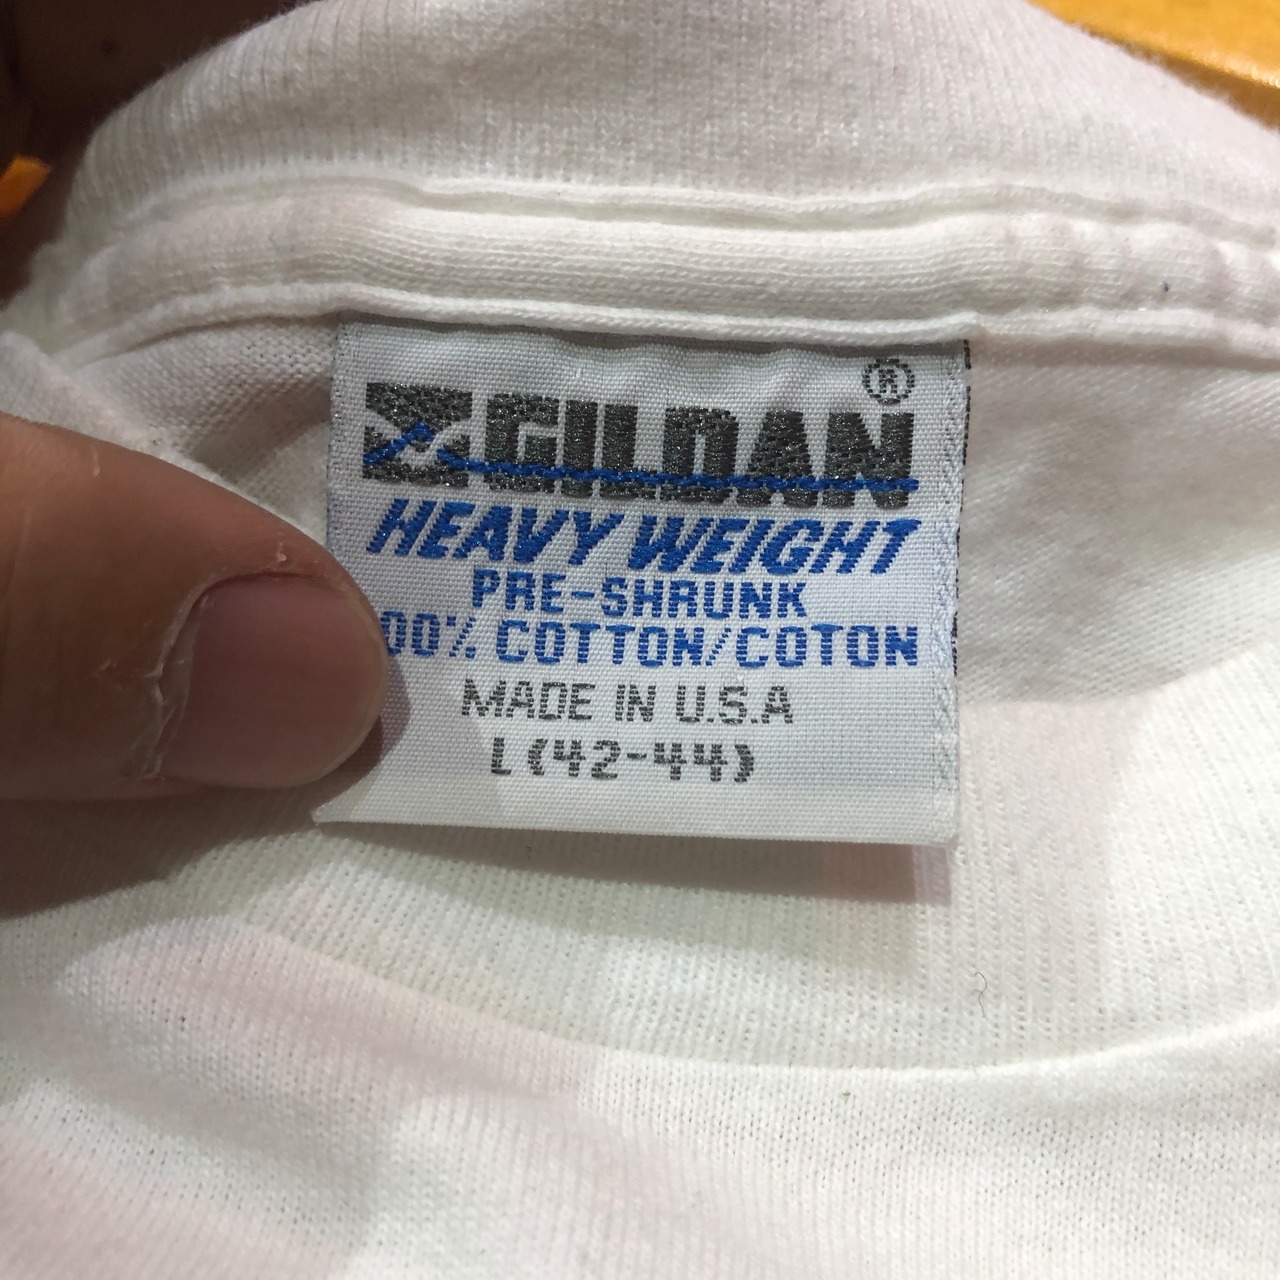 GILDAN®
HEAVY WEIGHT
PRE-SHRUNK
00% COTTON/COTON
MADE IN U.S.A
L (42-44)